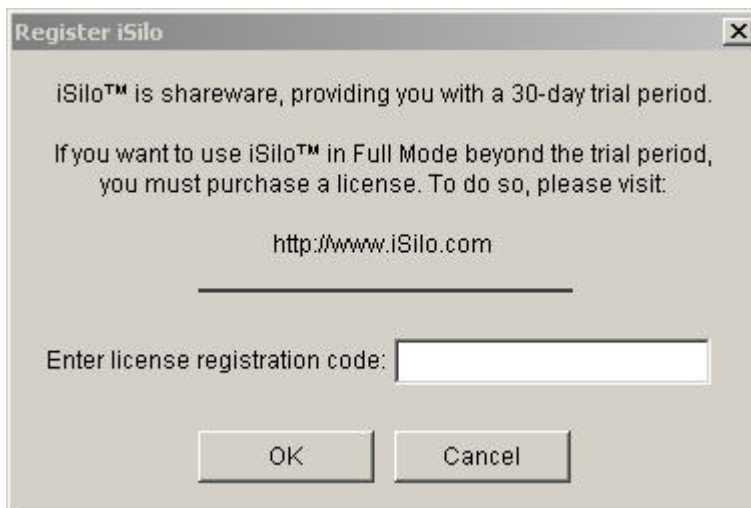 Register iSilo
iSilo™ is shareware, providing you with a 30-day trial period.
If you want to use iSilo™ in Full Mode beyond the trial period,
you must purchase a license. To do so, please visit:
http://www.iSilo.com
Enter license registration code:
OK Cancel